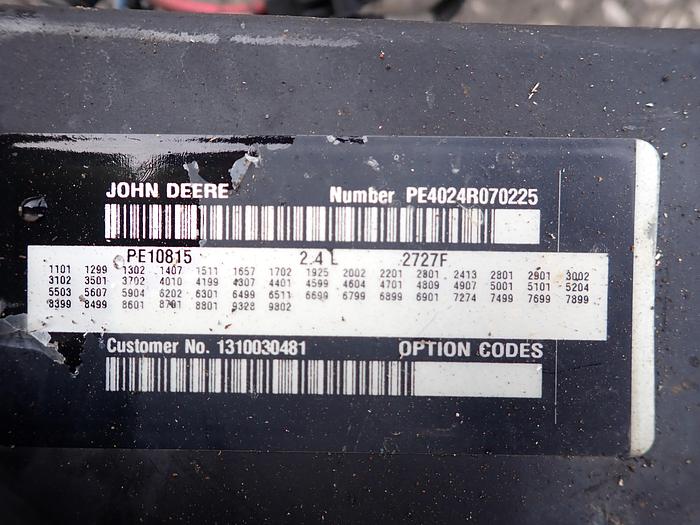 JOHN DEERE Number PE4024R070225
PE10815 2.4 L 2727F
1101 1299 1302 1407 1511 1657 1702 1925 2002 2201 2801 2413 2801 2901 3002
3102 3501 3702 4010 4199 4307 4401 4599 4604 4701 4809 4907 5001 5101 5204
5503 5607 5904 6202 6301 6499 6511 6699 6799 6899 6901 7274 7499 7699 7899
8399 8499 8601 8701 8801 9328 9802
Customer No. 1310030481 OPTION CODES